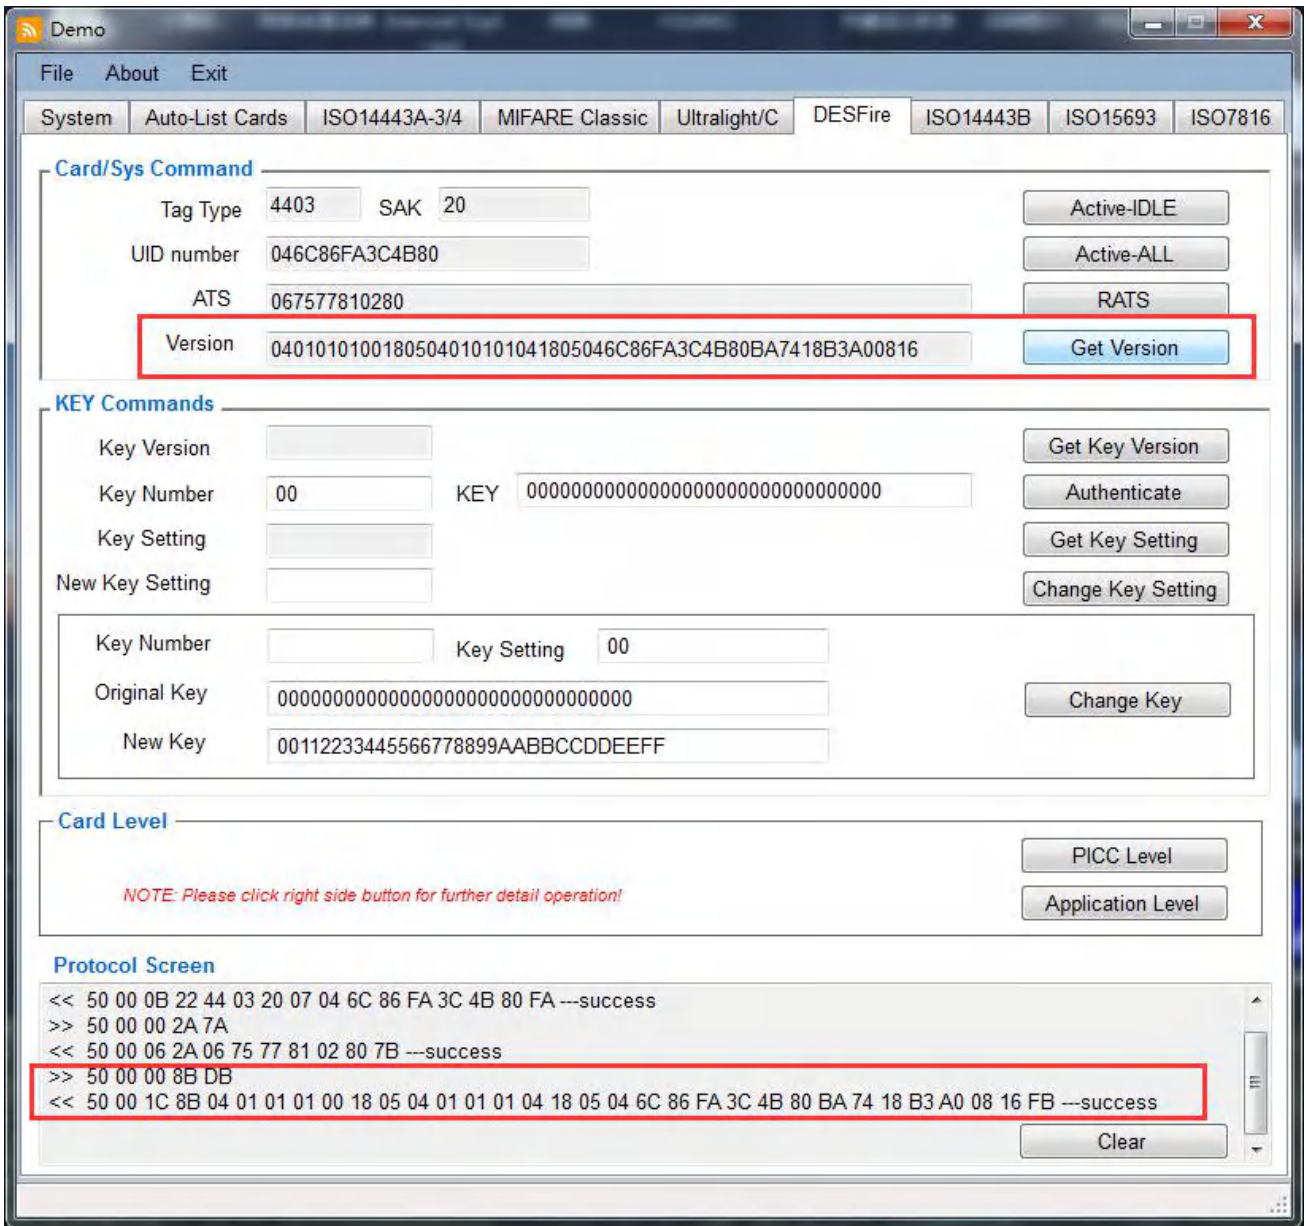 Demo
File About Exit
System Auto-List Cards ISO14443A-3/4 MIFARE Classic Ultralight/C DESFire ISO14443B ISO15693 ISO7816
Card/Sys Command
Tag Type 4403 SAK 20 Active-IDLE
UID number 046C86FA3C4B80 Active-ALL
ATS 067577810280 RATS
Version 0401010100180504010101041805046C86FA3C4B80BA7418B3A00816 Get Version
KEY Commands
Key Version Get Key Version
Key Number 00 KEY 00000000000000000000000000000000 Authenticate
Key Setting Get Key Setting
New Key Setting Change Key Setting
Key Number Key Setting 00
Original Key 00000000000000000000000000000000 Change Key
New Key 00112233445566778899AABBCCDDEEFF
Card Level
PICC Level
NOTE: Please click right side button for further detail operation!
Application Level
Protocol Screen
<< 50 00 0B 22 44 03 20 07 04 6C 86 FA 3C 4B 80 FA ---success
>> 50 00 00 2A 7A
<< 50 00 06 2A 06 75 77 81 02 80 7B ---success
>> 50 00 00 8B DB
<< 50 00 1C 8B 04 01 01 01 00 18 05 04 01 01 01 04 18 05 04 6C 86 FA 3C 4B 80 BA 74 18 B3 A0 08 16 FB ---success
Clear